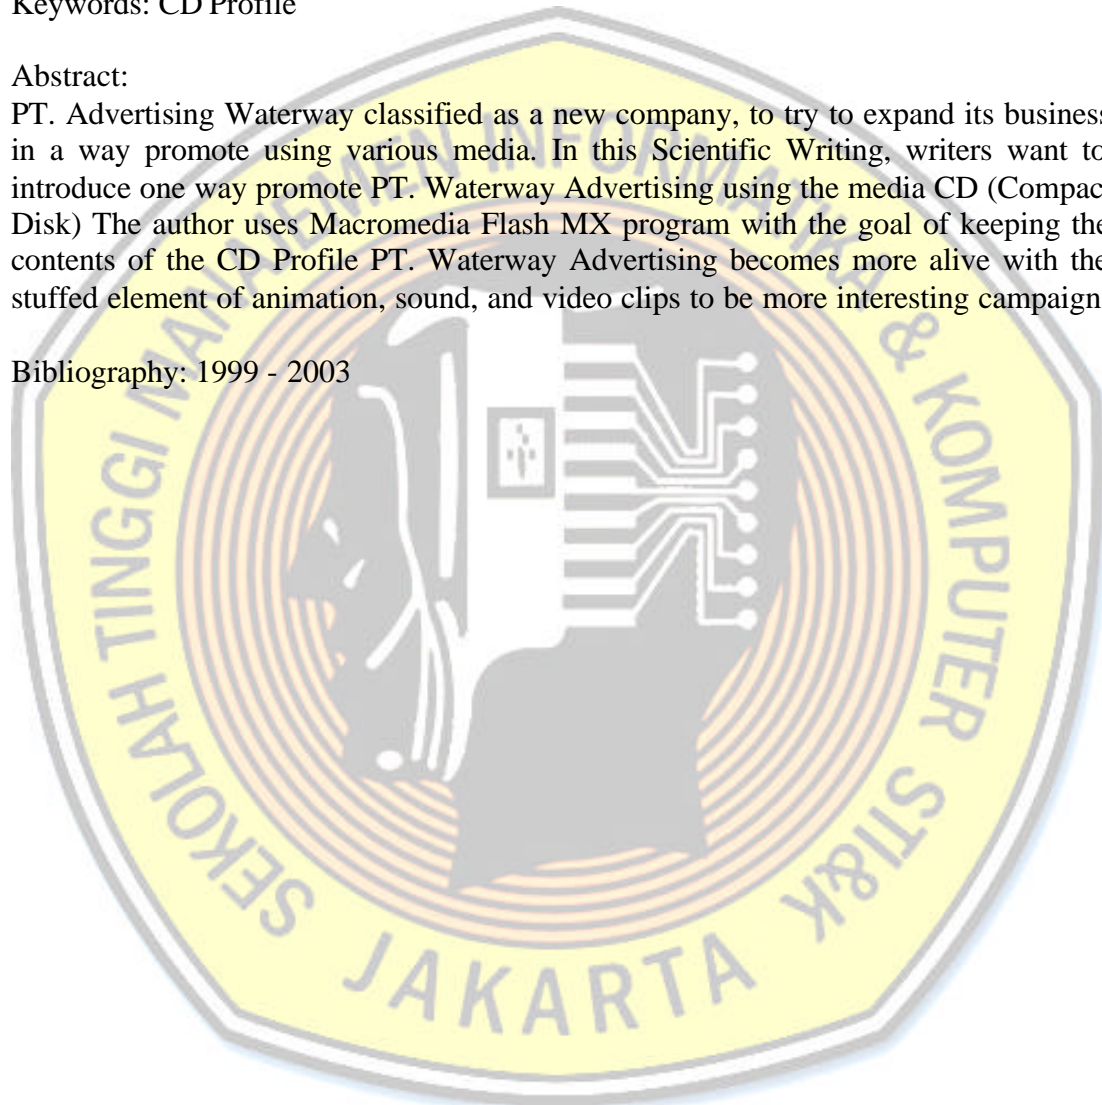 Keywords: CD Profile
Abstract:
PT. Advertising Waterway classified as a new company, to try to expand its business
in a way promote using various media. In this Scientific Writing, writers want to
introduce one way promote PT. Waterway Advertising using the media CD (Compac
Disk) The author uses Macromedia Flash MX program with the goal of keeping the
contents of the CD Profile PT. Waterway Advertising becomes more alive with the
stuffed element of animation, sound, and video clips to be more interesting campaign
Bibliography: 1999 - 2003
SEKOLAH TINGGI MANAJEMEN INFORMATIKA & KOMPUTER STI&K
JAKARTA